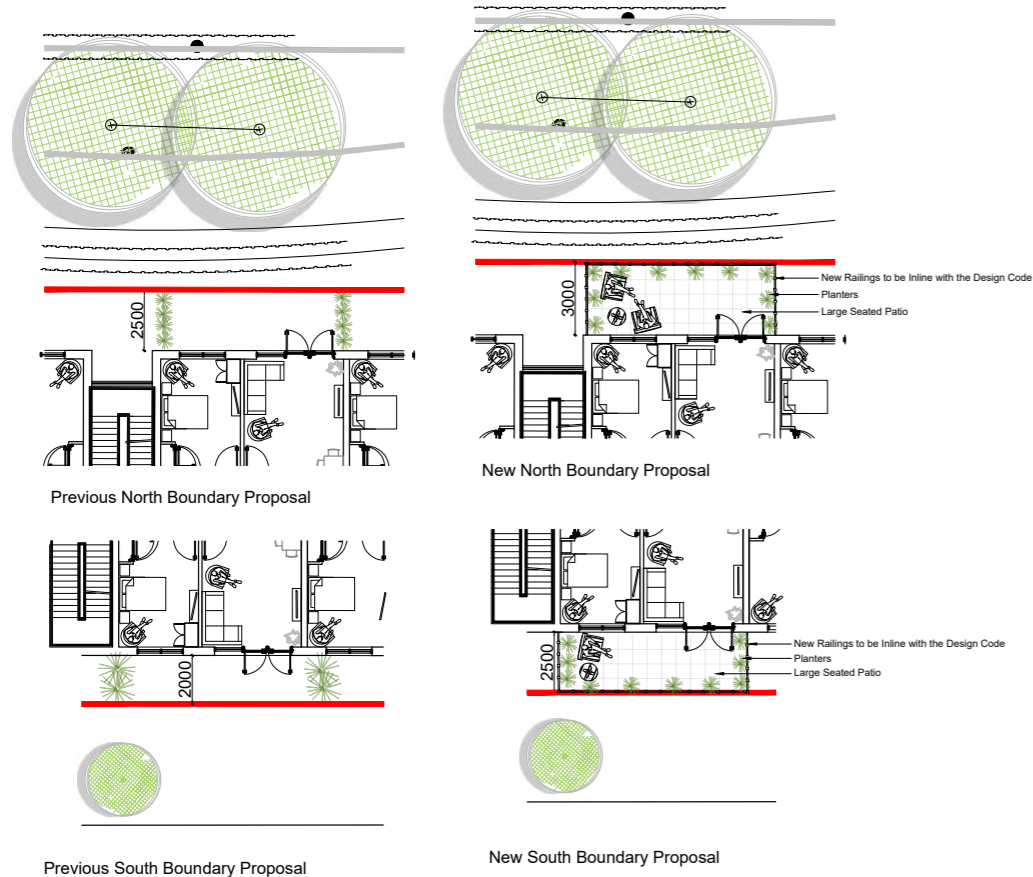 2500
Previous North Boundary Proposal
3000
New Railings to be Inline with the Design Code
Planters
Large Seated Patio
New North Boundary Proposal
2000
Previous South Boundary Proposal
2500
New Railings to be Inline with the Design Code
Planters
Large Seated Patio
New South Boundary Proposal